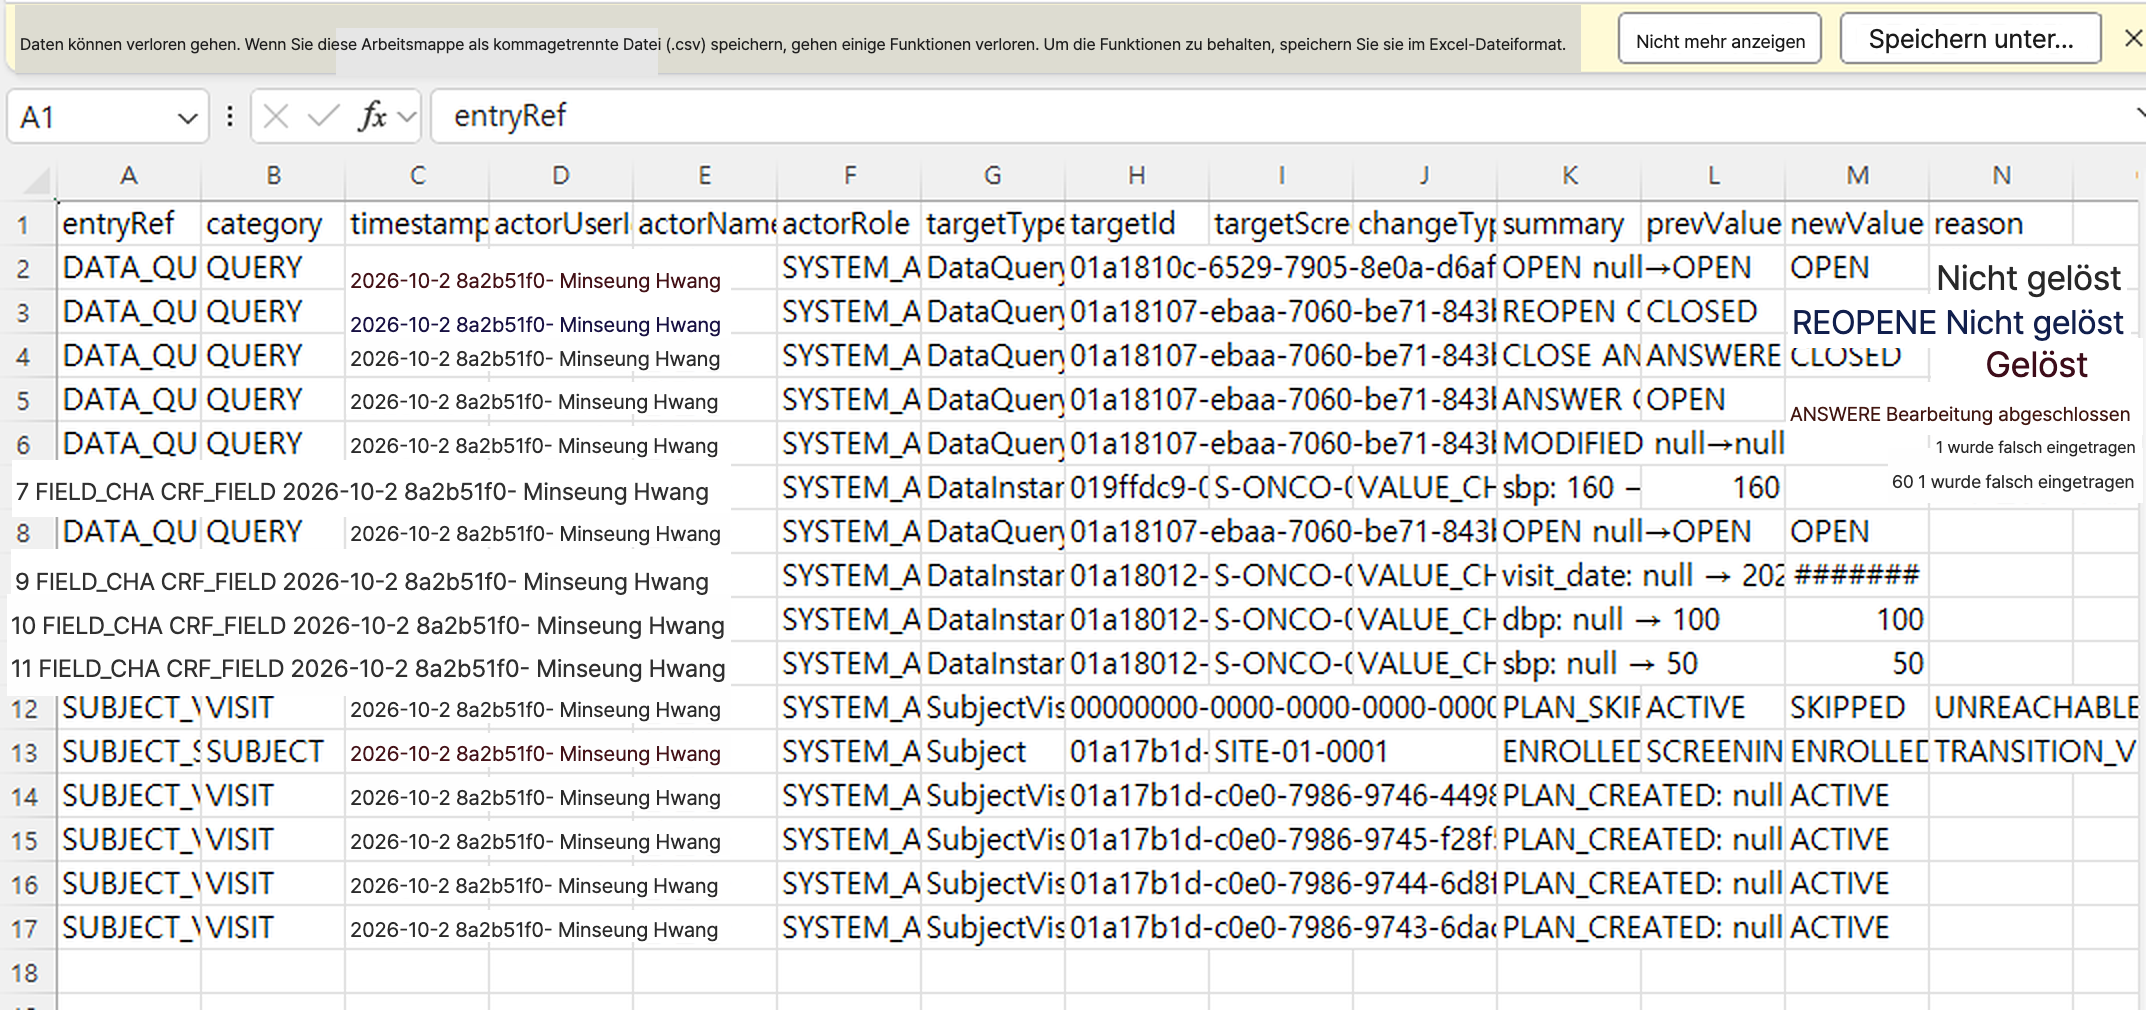 Daten können verloren gehen. Wenn Sie diese Arbeitsmappe als kommagetrennte Datei (.csv) speichern, gehen einige Funktionen verloren. Um die Funktionen zu behalten, speichern Sie sie im Excel-Dateiformat. Nicht mehr anzeigen Speichern unter...
A1 fx entryRef
A B C D E F G H I J K L M N
1 entryRef category timestamp actorUserI actorName actorRole targetType targetId targetScre changeTyp summary prevValue newValue reason
2 DATA_QU QUERY 2026-10-2 8a2b51f0- Minseung Hwang SYSTEM_A DataQuery 01a1810c-6529-7905-8e0a-d6af OPEN null→OPEN OPEN Nicht gelöst
3 DATA_QU QUERY 2026-10-2 8a2b51f0- Minseung Hwang SYSTEM_A DataQuery 01a18107-ebaa-7060-be71-843b REOPEN C CLOSED REOPENE Nicht gelöst
4 DATA_QU QUERY 2026-10-2 8a2b51f0- Minseung Hwang SYSTEM_A DataQuery 01a18107-ebaa-7060-be71-843b CLOSE AN ANSWERE CLOSED Gelöst
5 DATA_QU QUERY 2026-10-2 8a2b51f0- Minseung Hwang SYSTEM_A DataQuery 01a18107-ebaa-7060-be71-843b ANSWER OPEN ANSWERE Bearbeitung abgeschlossen
6 DATA_QU QUERY 2026-10-2 8a2b51f0- Minseung Hwang SYSTEM_A DataQuery 01a18107-ebaa-7060-be71-843b MODIFIED null→null 1 wurde falsch eingetragen
7 FIELD_CHA CRF_FIELD 2026-10-2 8a2b51f0- Minseung Hwang SYSTEM_A DataInstar 019ffdc9-0 S-ONCO-0 VALUE_CH sbp: 160 – 160 60 1 wurde falsch eingetragen
8 DATA_QU QUERY 2026-10-2 8a2b51f0- Minseung Hwang SYSTEM_A DataQuery 01a18107-ebaa-7060-be71-843b OPEN null→OPEN OPEN
9 FIELD_CHA CRF_FIELD 2026-10-2 8a2b51f0- Minseung Hwang SYSTEM_A DataInstar 01a18012- S-ONCO-0 VALUE_CH visit_date: null → 202 #######
10 FIELD_CHA CRF_FIELD 2026-10-2 8a2b51f0- Minseung Hwang SYSTEM_A DataInstar 01a18012- S-ONCO-0 VALUE_CH dbp: null → 100 100
11 FIELD_CHA CRF_FIELD 2026-10-2 8a2b51f0- Minseung Hwang SYSTEM_A DataInstar 01a18012- S-ONCO-0 VALUE_CH sbp: null → 50 50
12 SUBJECT_V VISIT 2026-10-2 8a2b51f0- Minseung Hwang SYSTEM_A SubjectVis 00000000-0000-0000-0000-0000 PLAN_SKIP ACTIVE SKIPPED UNREACHABLE
13 SUBJECT_S SUBJECT 2026-10-2 8a2b51f0- Minseung Hwang SYSTEM_A Subject 01a17b1d- SITE-01-0001 ENROLLED SCREENIN ENROLLED TRANSITION_V
14 SUBJECT_V VISIT 2026-10-2 8a2b51f0- Minseung Hwang SYSTEM_A SubjectVis 01a17b1d-c0e0-7986-9746-4498 PLAN_CREATED: null ACTIVE
15 SUBJECT_V VISIT 2026-10-2 8a2b51f0- Minseung Hwang SYSTEM_A SubjectVis 01a17b1d-c0e0-7986-9745-f28f PLAN_CREATED: null ACTIVE
16 SUBJECT_V VISIT 2026-10-2 8a2b51f0- Minseung Hwang SYSTEM_A SubjectVis 01a17b1d-c0e0-7986-9744-6d8f PLAN_CREATED: null ACTIVE
17 SUBJECT_V VISIT 2026-10-2 8a2b51f0- Minseung Hwang SYSTEM_A SubjectVis 01a17b1d-c0e0-7986-9743-6dac PLAN_CREATED: null ACTIVE
18